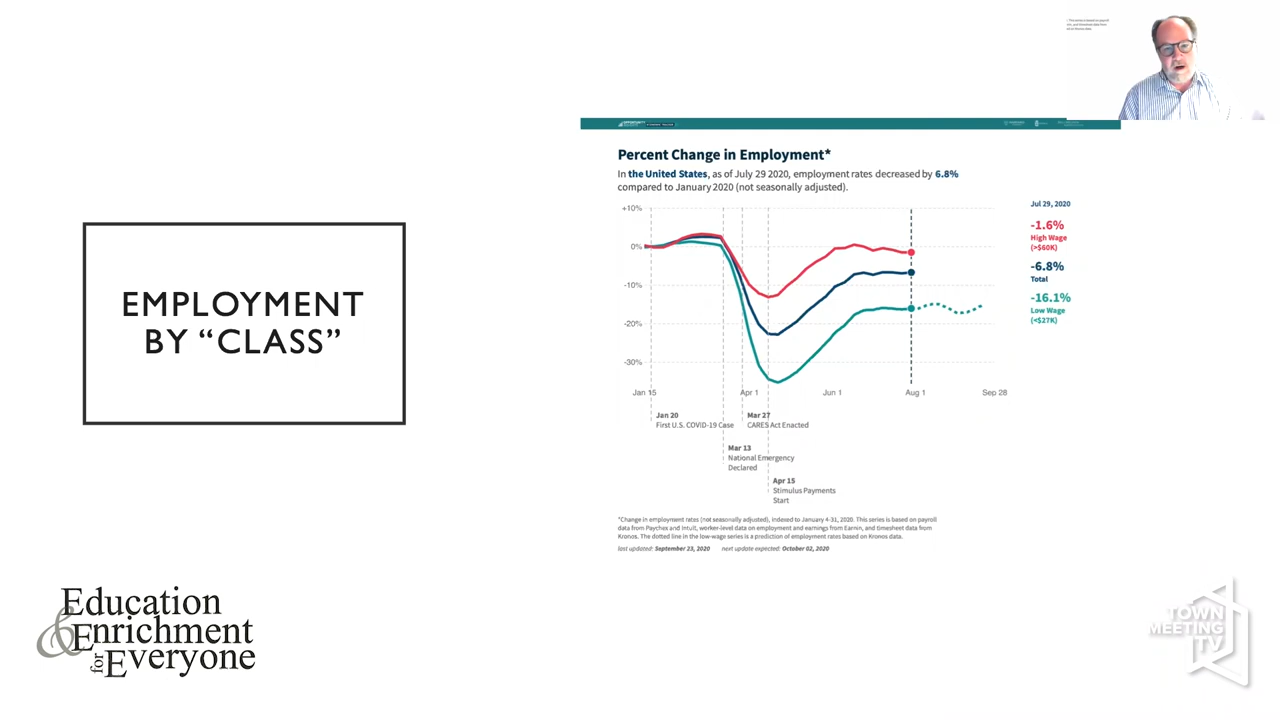 EMPLOYMENT
BY “CLASS”
Percent Change in Employment*
In the United States, as of July 29 2020, employment rates decreased by 6.8%
compared to January 2020 (not seasonally adjusted).
+10%
0%
-10%
-20%
-30%
Jan 15
Apr 1
Jun 1
Aug 1
Sep 28
Jul 29, 2020
-1.6%
High Wage
(>$60K)
-6.8%
Total
-16.1%
Low Wage
(<$27K)
Jan 20
First U.S. COVID-19 Case
Mar 27
CARES Act Enacted
Mar 13
National Emergency
Declared
Apr 15
Stimulus Payments
Start
*Change in employment rates (not seasonally adjusted), indexed to January 4-31, 2020. This series is based on payroll
data from Paychex and Intuit, worker-level data on employment and earnings from Earnin, and timesheet data from
Kronos. The dotted line in the low-wage series is a prediction of employment rates based on Kronos data.
last updated: September 23, 2020 next update expected: October 02, 2020
Education
& Enrichment
for Everyone
TOWN
MEETING
TV